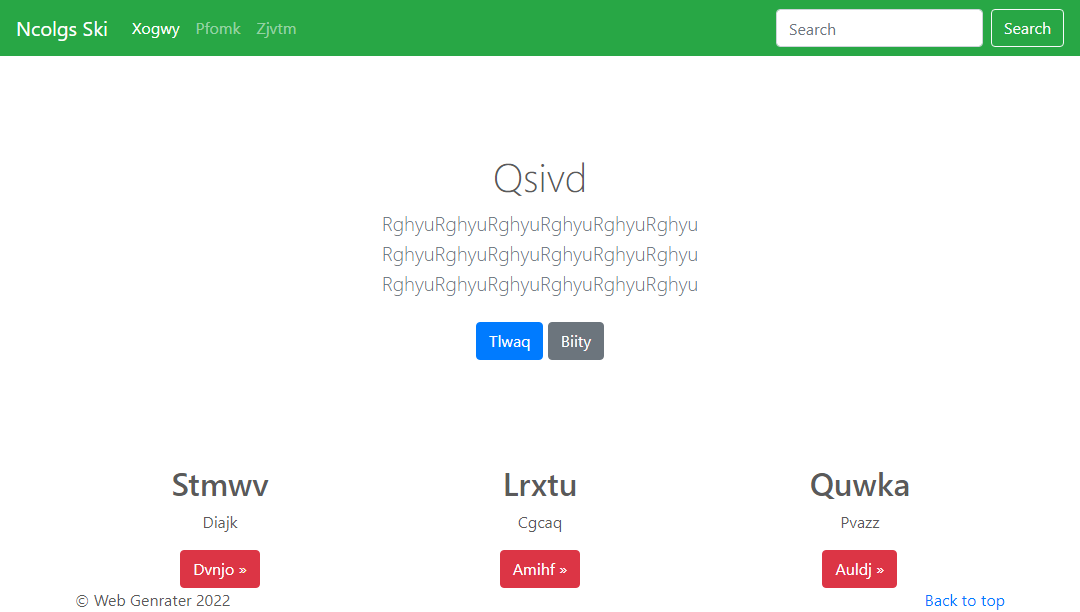 Ncolgs Ski Xogwy Pfomk Zjvtm Search Search
Qsivd
RghyuRghyuRghyuRghyuRghyuRghyu
RghyuRghyuRghyuRghyuRghyuRghyu
RghyuRghyuRghyuRghyuRghyuRghyu
Tlwaq Biity
Stmwv Lrxtu Quwka
Diajk Cgcaq Pvazz
Dvnjo » Amihf » Auldj »
© Web Genrater 2022 Back to top